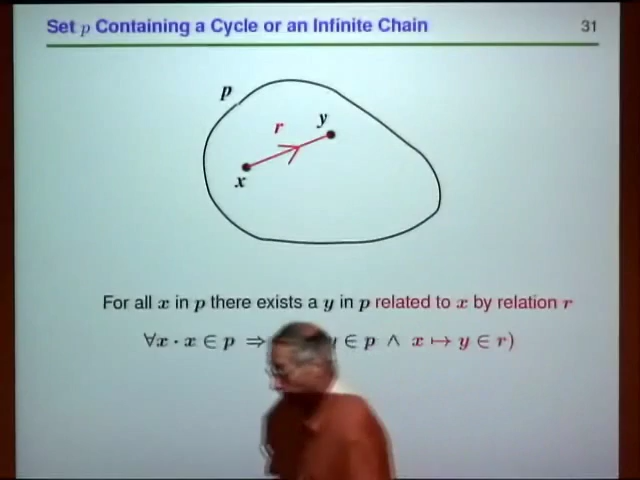 Set p Containing a Cycle or an Infinite Chain 31
p
r
y
x
For all x in p there exists a y in p related to x by relation r
∀x · x ∈ p ⇒ ∈ p ∧ x ↦ y ∈ r)